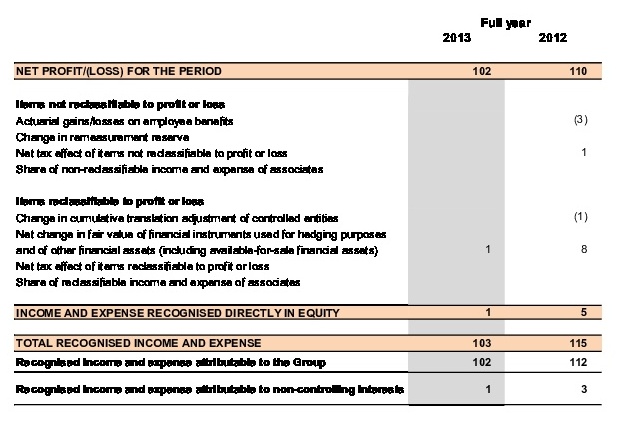 Full year
2013 2012
NET PROFIT/(LOSS) FOR THE PERIOD 102 110
Items not reclassifiable to profit or loss
Actuarial gains/losses on employee benefits (3)
Change in remeasurement reserve
Net tax effect of items not reclassifiable to profit or loss 1
Share of non-reclassifiable income and expense of associates
Items reclassifiable to profit or loss
Change in cumulative translation adjustment of controlled entities (1)
Net change in fair value of financial instruments used for hedging purposes
and of other financial assets (including available-for-sale financial assets) 1 8
Net tax effect of items reclassifiable to profit or loss
Share of reclassifiable income and expense of associates
INCOME AND EXPENSE RECOGNISED DIRECTLY IN EQUITY 1 5
TOTAL RECOGNISED INCOME AND EXPENSE 103 115
Recognised income and expense attributable to the Group 102 112
Recognised income and expense attributable to non-controlling interests 1 3